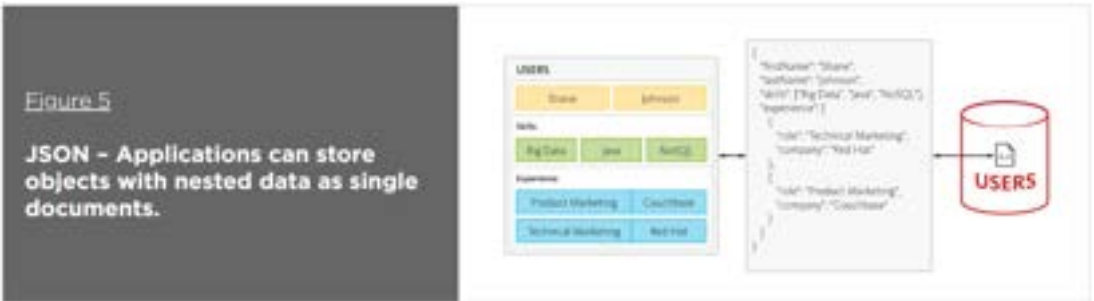 Figure 5
JSON – Applications can store
objects with nested data as single
documents.
USERS
Shane Johnson
Skills
Big Data Java NoSQL
Experience
Product Marketing Couchbase
Technical Marketing Red Hat
{
"firstName": "Shane",
"lastName": "Johnson",
"skills": ["Big Data", "Java", "NoSQL"],
"experience": [
{
"role": "Technical Marketing",
"company": "Red Hat"
"role": "Product Marketing",
"company": "Couchbase"
}
]
}
USERS